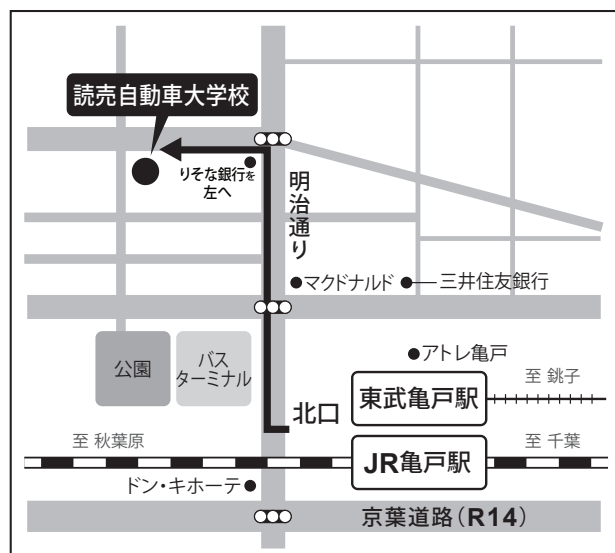 読売自動車大学校
りそな銀行を
左へ
明治通り
マクドナルド
三井住友銀行
アトレ亀戸
公園
バス
ターミナル
北口
東武亀戸駅
至 銚子
至 秋葉原
JR亀戸駅
至 千葉
ドン・キホーテ
京葉道路（R14）